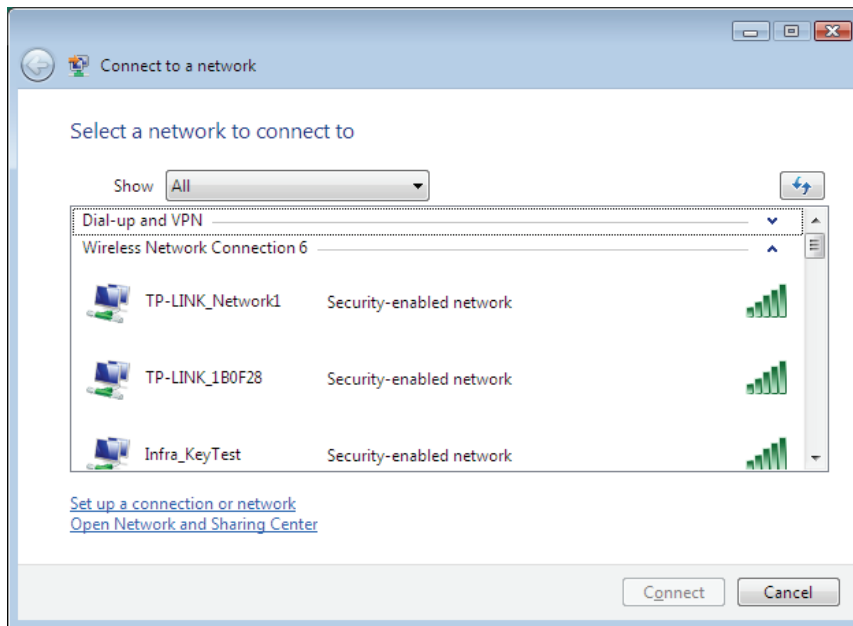 Connect to a network
Select a network to connect to
Show All
Dial-up and VPN
Wireless Network Connection 6
TP-LINK_Network1 Security-enabled network
TP-LINK_1B0F28 Security-enabled network
Infra_KeyTest Security-enabled network
Set up a connection or network
Open Network and Sharing Center
Connect Cancel